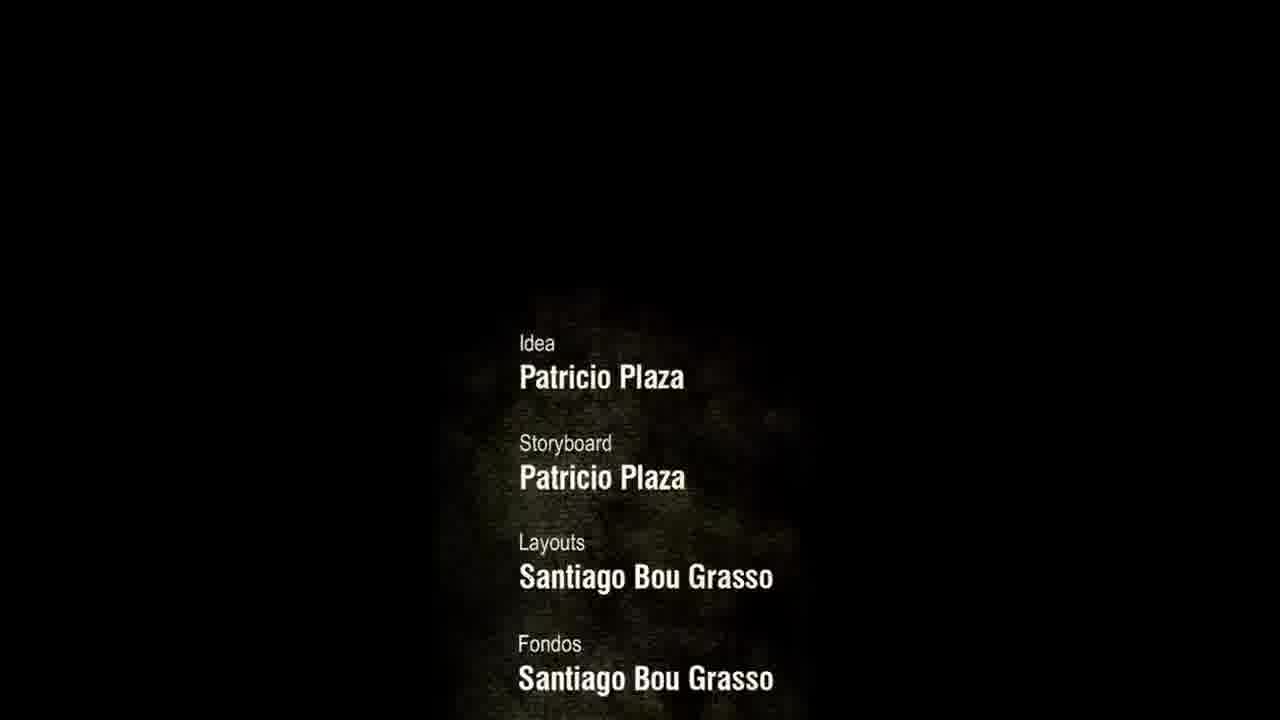 Idea
Patricio Plaza
Storyboard
Patricio Plaza
Layouts
Santiago Bou Grasso
Fondos
Santiago Bou Grasso